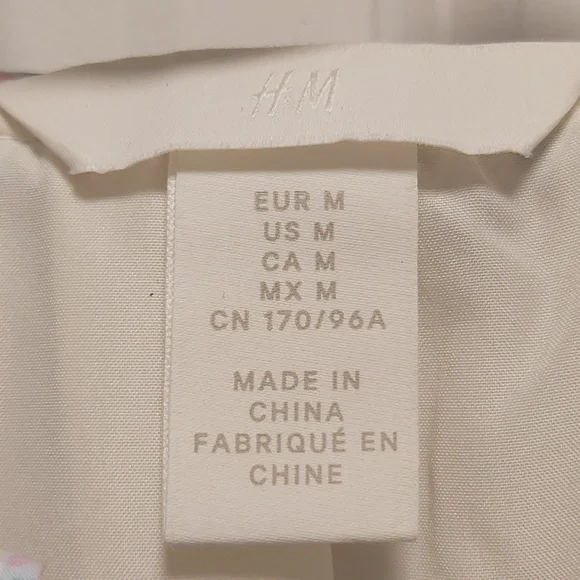 H&M
EUR M
US M
CA M
MX M
CN 170/96A
MADE IN
CHINA
FABRIQUÉ EN
CHINE